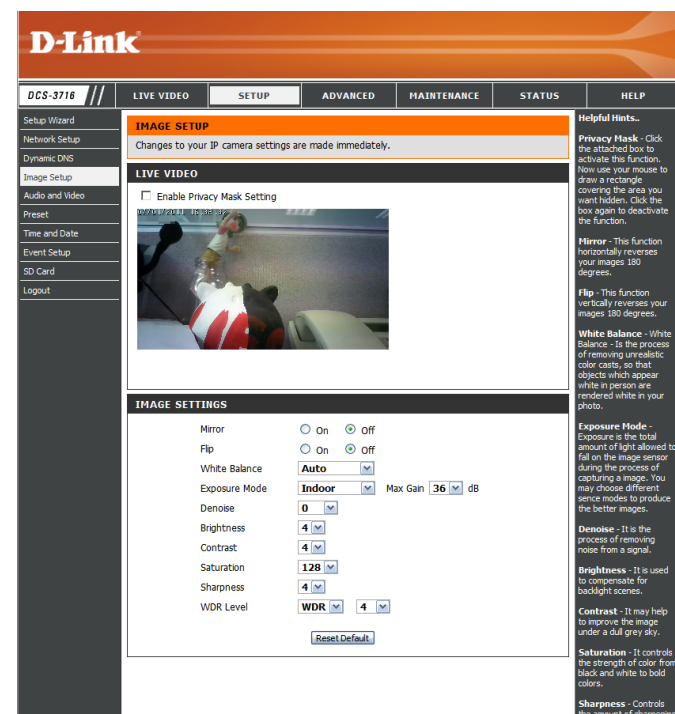 D-Link
DCS-3716 // LIVE VIDEO SETUP ADVANCED MAINTENANCE STATUS HELP
Setup Wizard
Network Setup
Dynamic DNS
Image Setup
Audio and Video
Preset
Time and Date
Event Setup
SD Card
Logout
IMAGE SETUP
Changes to your IP camera settings are made immediately.
LIVE VIDEO
Enable Privacy Mask Setting
IMAGE SETTINGS
Mirror On Off
Flip On Off
White Balance Auto
Exposure Mode Indoor Max Gain 36 dB
Denoise 0
Brightness 4
Contrast 4
Saturation 128
Sharpness 4
WDR Level WDR 4
Reset Default
Helpful Hints..
Privacy Mask - Click
the attached box to
activate this function.
Now use your mouse to
draw a rectangle
covering the area you
want hidden. Click the
box again to deactivate
the function.
Mirror - This function
horizontally reverses
your images 180
degrees.
Flip - This function
vertically reverses your
images 180 degrees.
White Balance - White
Balance - Is the process
of removing unrealistic
color casts, so that
objects which appear
white in person are
rendered white in your
photo.
Exposure Mode -
Exposure is the total
amount of light allowed to
fall on the image sensor
during the process of
capturing a image. You
may choose different
sence modes to produce
the better images.
Denoise - It is the
process of removing
noise from a signal.
Brightness - It is used
to compensate for
backlight scenes.
Contrast - It may help
to improve the image
under a dull grey sky.
Saturation - It controls
the strength of color from
black and white to bold
colors.
Sharpness - Controls
the amount of sharpening